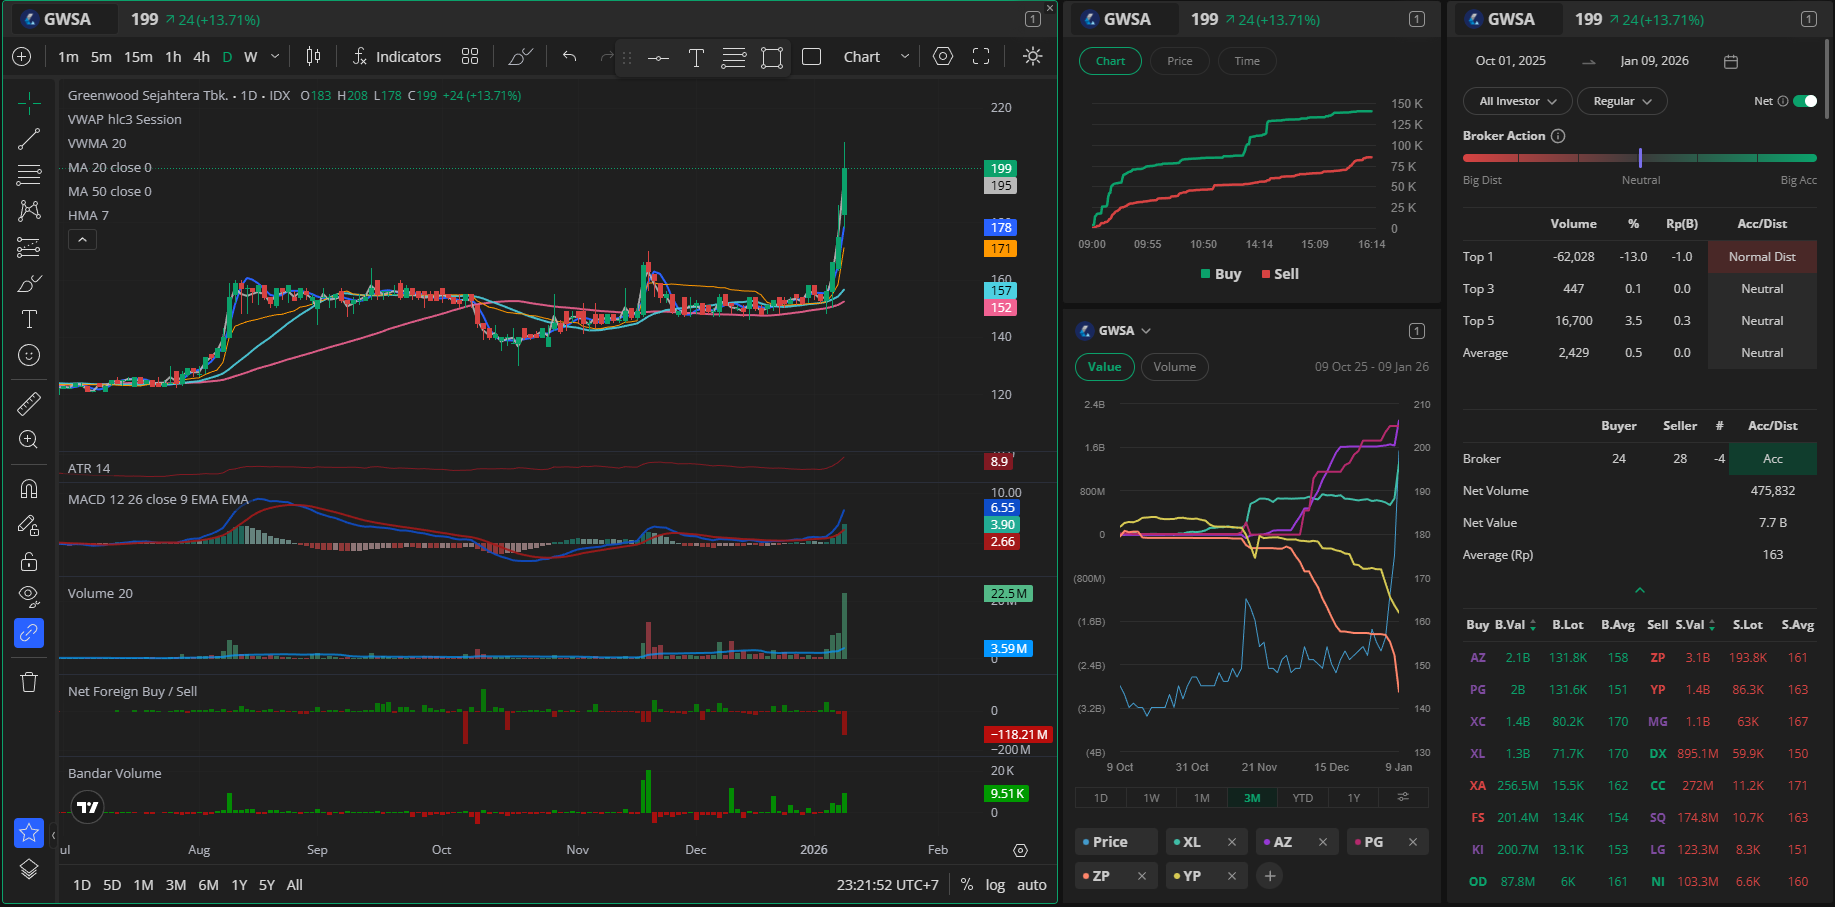 GWSA 199 ↗ 24 (+13.71%) 1
1m 5m 15m 1h 4h D W Indicators Chart
Greenwood Sejahtera Tbk. · 1D · IDX O183 H208 L178 C199 +24 (+13.71%)
VWAP hlc3 Session
VWMA 20
MA 20 close 0
MA 50 close 0
HMA 7
220
199
195
178
171
160
157
152
140
120
ATR 14
8.9
MACD 12 26 close 9 EMA EMA
10.00
6.55
3.90
2.66
Volume 20
22.5 M
3.59 M
0
Net Foreign Buy / Sell
0
−118.21 M
−200 M
Bandar Volume
20 K
9.51 K
0
ul Aug Sep Oct Nov Dec 2026 Feb
1D 5D 1M 3M 6M 1Y 5Y All 23:21:52 UTC+7 % log auto
GWSA 199 ↗ 24 (+13.71%) 1
Chart Price Time
150 K
125 K
100 K
75 K
50 K
25 K
0
09:00 09:55 10:50 14:14 15:09 16:14
Buy Sell
GWSA 1
Value Volume 09 Oct 25 - 09 Jan 26
2.4B 210
1.6B 200
800M 190
0 180
(800M) 170
(1.6B) 160
(2.4B) 150
(3.2B) 140
(4B) 130
9 Oct 31 Oct 21 Nov 15 Dec 9 Jan
1D 1W 1M 3M YTD 1Y
Price XL × AZ × PG ×
ZP × YP × +
GWSA 199 ↗ 24 (+13.71%) 1
Oct 01, 2025 → Jan 09, 2026
All Investor Regular Net
Broker Action
Big Dist Neutral Big Acc
Volume % Rp(B) Acc/Dist
Top 1 -62,028 -13.0 -1.0 Normal Dist
Top 3 447 0.1 0.0 Neutral
Top 5 16,700 3.5 0.3 Neutral
Average 2,429 0.5 0.0 Neutral
Buyer Seller # Acc/Dist
Broker 24 28 -4 Acc
Net Volume 475,832
Net Value 7.7 B
Average (Rp) 163
Buy B.Val B.Lot B.Avg Sell S.Val S.Lot S.Avg
AZ 2.1B 131.8K 158 ZP 3.1B 193.8K 161
PG 2B 131.6K 151 YP 1.4B 86.3K 163
XC 1.4B 80.2K 170 MG 1.1B 63K 167
XL 1.3B 71.7K 170 DX 895.1M 59.9K 150
XA 256.5M 15.5K 162 CC 272M 11.2K 171
FS 201.4M 13.4K 154 SQ 174.8M 10.7K 163
KI 200.7M 13.1K 153 LG 123.3M 8.3K 151
OD 87.8M 6K 161 NI 103.3M 6.6K 160